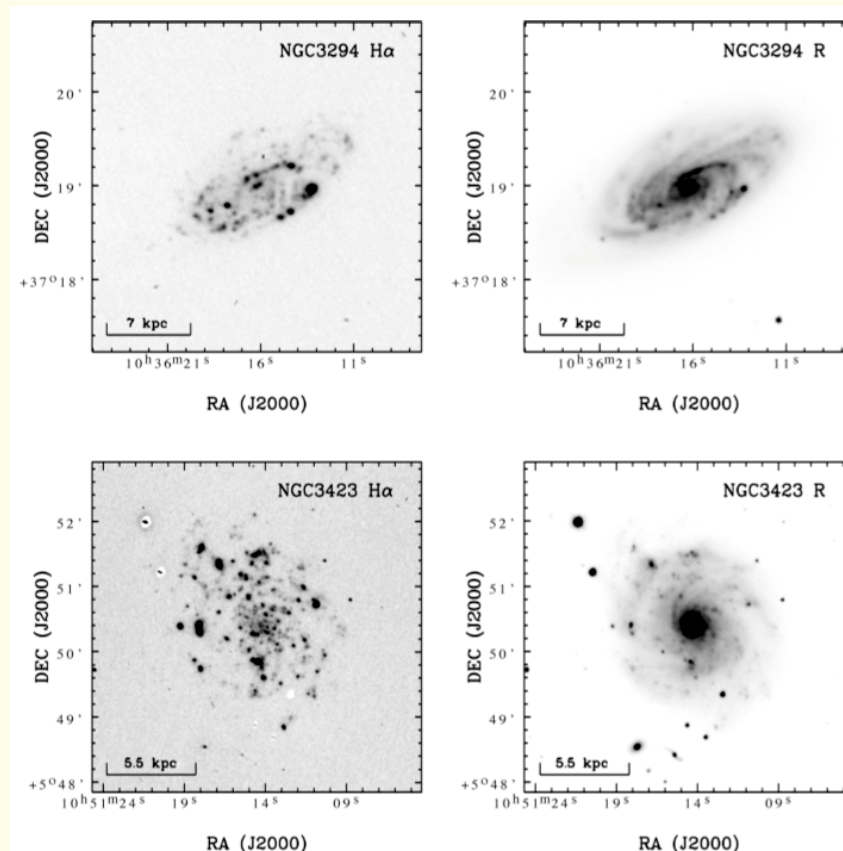 NGC3294 Hα
NGC3294 R
20'
19'
+37°18'
DEC (J2000)
7 kpc
10ʰ36ᵐ21ˢ 16ˢ 11ˢ
RA (J2000)
20'
19'
+37°18'
DEC (J2000)
7 kpc
10ʰ36ᵐ21ˢ 16ˢ 11ˢ
RA (J2000)
NGC3423 Hα
NGC3423 R
52'
51'
50'
49'
+5°48'
DEC (J2000)
5.5 kpc
10ʰ51ᵐ24ˢ 19ˢ 14ˢ 09ˢ
RA (J2000)
52'
51'
50'
49'
+5°48'
DEC (J2000)
5.5 kpc
10ʰ51ᵐ24ˢ 19ˢ 14ˢ 09ˢ
RA (J2000)